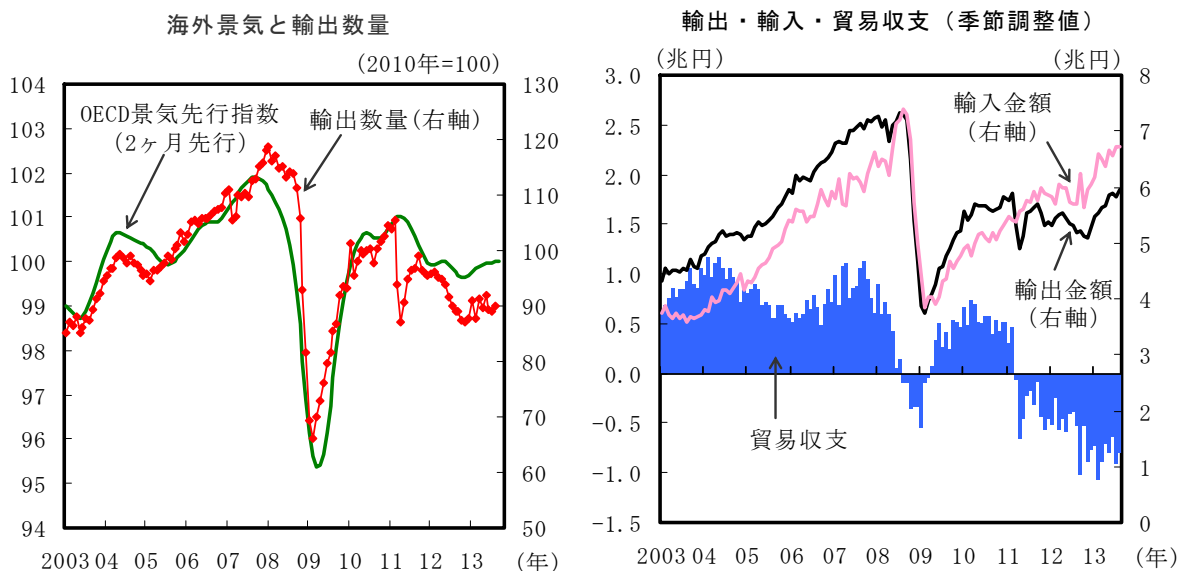 海外景気と輸出数量
(2010年=100)
104
103
102
101
100
99
98
97
96
95
94
130
120
110
100
90
80
70
60
50
OECD景気先行指数
(2ヶ月先行)
輸出数量(右軸)
2003 04 05 06 07 08 09 10 11 12 13 (年)
輸出・輸入・貿易収支（季節調整値）
(兆円)
(兆円)
3.0
2.5
2.0
1.5
1.0
0.5
0.0
-0.5
-1.0
-1.5
8
7
6
5
4
3
2
1
0
輸入金額
(右軸)
輸出金額
(右軸)
貿易収支
2003 04 05 06 07 08 09 10 11 12 13 (年)